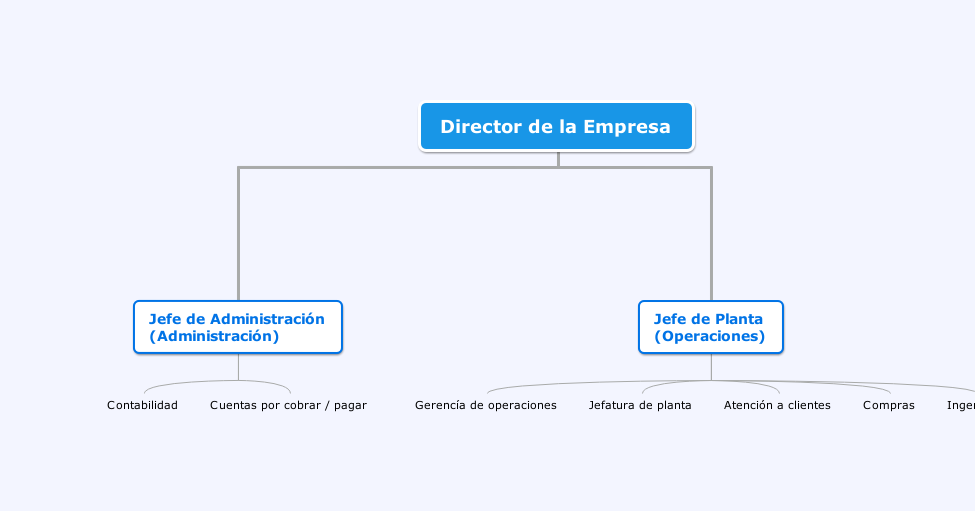 Director de la Empresa
Jefe de Administración
(Administración)
Jefe de Planta
(Operaciones)
Contabilidad
Cuentas por cobrar / pagar
Gerencía de operaciones
Jefatura de planta
Atención a clientes
Compras